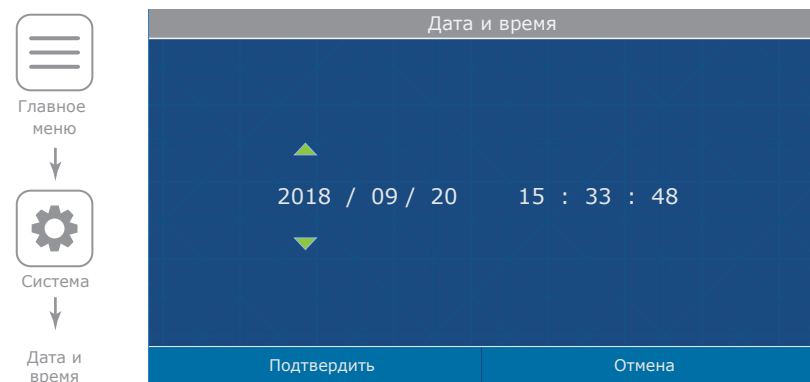 Главное
меню
Система
Дата и
время
Дата и время
2018 / 09 / 20 15 : 33 : 48
Подтвердить
Отмена